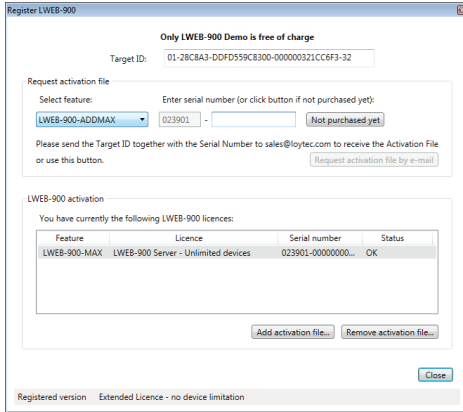 Register LWEB-900
Only LWEB-900 Demo is free of charge
Target ID: 01-28C8A3-DDFD559C8300-000000321CC6F3-32
Request activation file
Select feature: Enter serial number (or click button if not purchased yet):
LWEB-900-ADDMAX 023901 - Not purchased yet
Please send the Target ID together with the Serial Number to sales@loytec.com to receive the Activation File
or use this button. Request activation file by e-mail
LWEB-900 activation
You have currently the following LWEB-900 licences:
Feature Licence Serial number Status
LWEB-900-MAX LWEB-900 Server - Unlimited devices 023901-00000000... OK
Add activation file... Remove activation file...
Close
Registered version Extended Licence - no device limitation